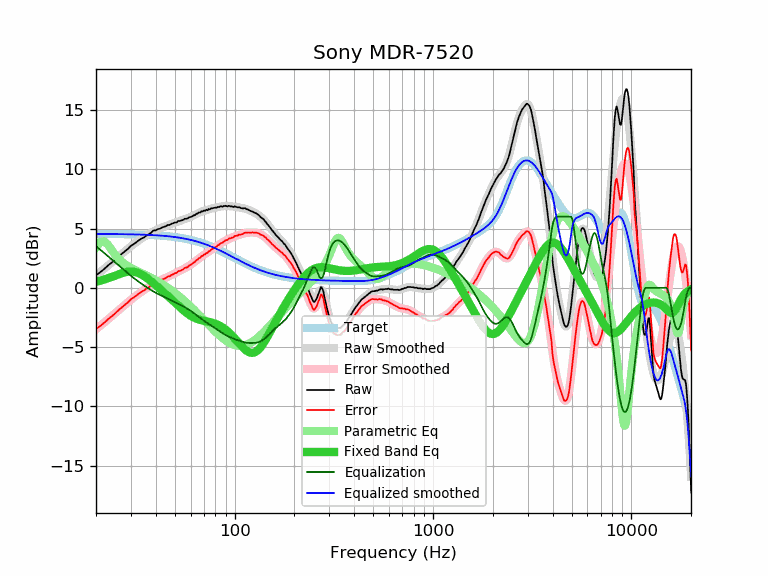 Sony MDR-7520
Amplitude (dBr)
15
10
5
0
−5
−10
−15
Target
Raw Smoothed
Error Smoothed
Raw
Error
Parametric Eq
Fixed Band Eq
Equalization
Equalized smoothed
100
1000
10000
Frequency (Hz)